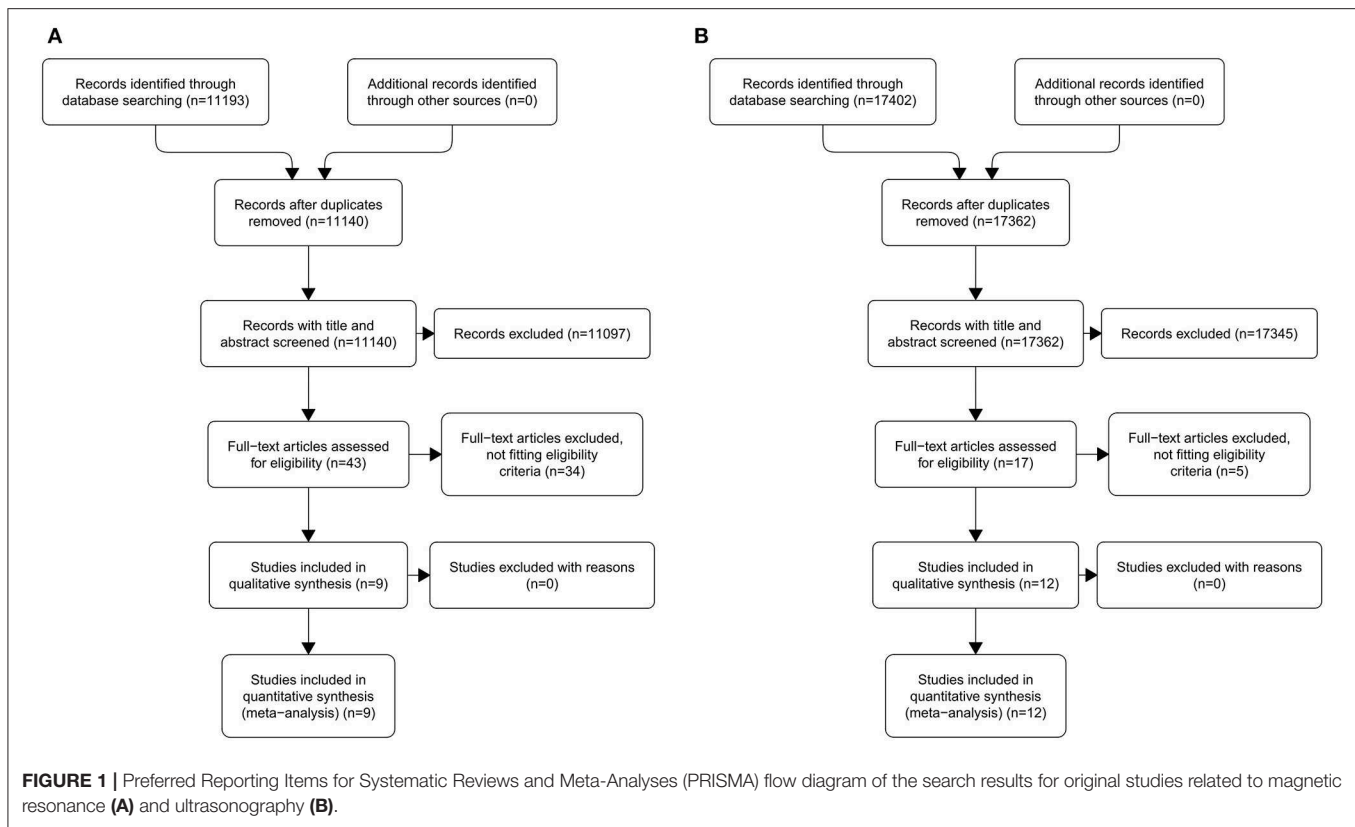 A
Records identified through
database searching (n=11193)
Additional records identified
through other sources (n=0)
Records after duplicates
removed (n=11140)
Records with title and
abstract screened (n=11140)
Records excluded (n=11097)
Full−text articles assessed
for eligibility (n=43)
Full−text articles excluded,
not fitting eligibility
criteria (n=34)
Studies included in
qualitative synthesis (n=9)
Studies excluded with reasons
(n=0)
Studies included in
quantitative synthesis
(meta−analysis) (n=9)
B
Records identified through
database searching (n=17402)
Additional records identified
through other sources (n=0)
Records after duplicates
removed (n=17362)
Records with title and
abstract screened (n=17362)
Records excluded (n=17345)
Full−text articles assessed
for eligibility (n=17)
Full−text articles excluded,
not fitting eligibility
criteria (n=5)
Studies included in
qualitative synthesis (n=12)
Studies excluded with reasons
(n=0)
Studies included in
quantitative synthesis
(meta−analysis) (n=12)
FIGURE 1 | Preferred Reporting Items for Systematic Reviews and Meta-Analyses (PRISMA) flow diagram of the search results for original studies related to magnetic
resonance (A) and ultrasonography (B).